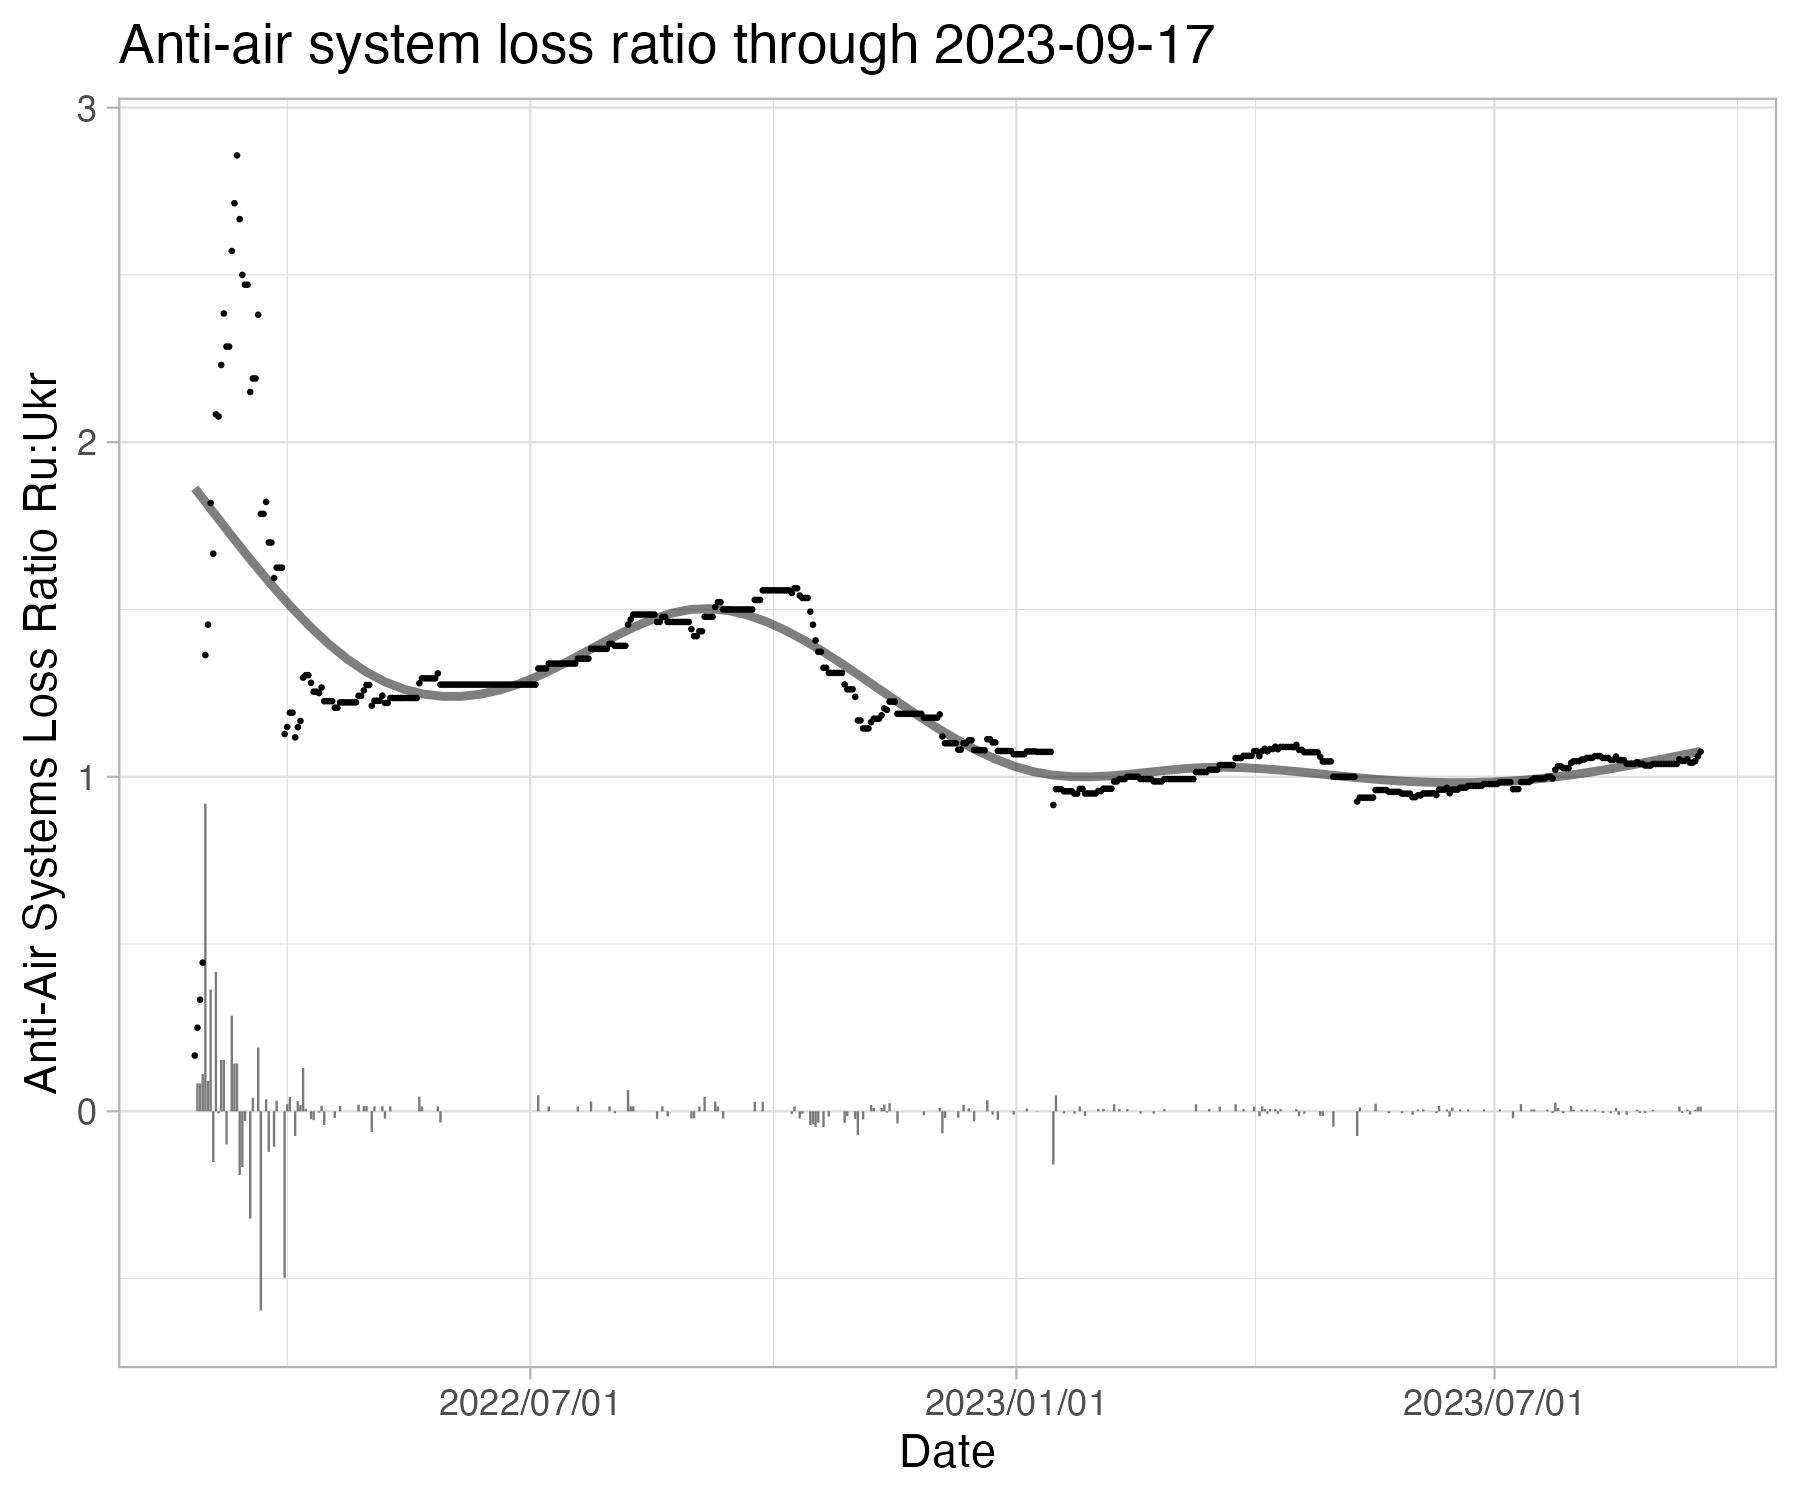 Anti-air system loss ratio through 2023-09-17
Anti-Air Systems Loss Ratio Ru:Ukr
3
2
1
0
2022/07/01
2023/01/01
2023/07/01
Date